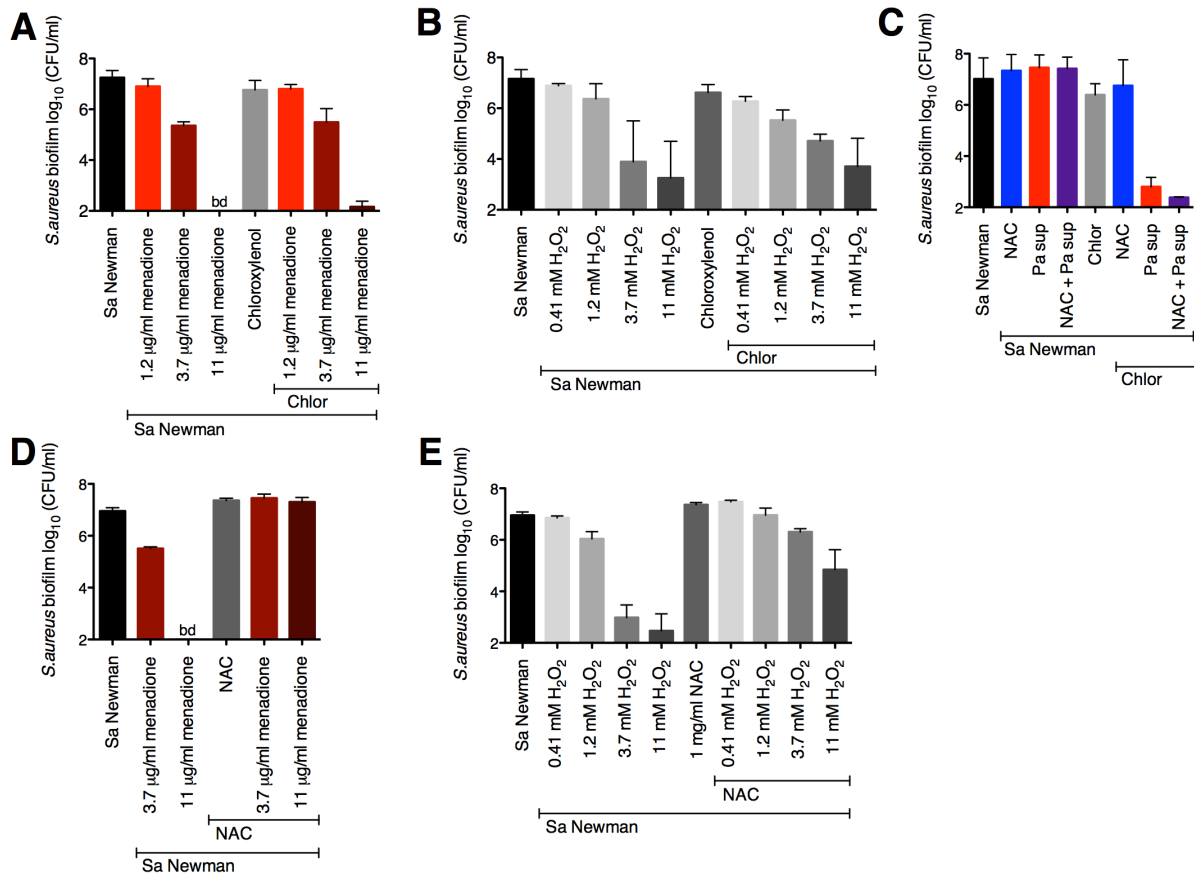 A
S.aureus biofilm log10 (CFU/ml)
8
6
4
2
bd
Sa Newman
1.2 µg/ml menadione
3.7 µg/ml menadione
11 µg/ml menadione
Chloroxylenol
1.2 µg/ml menadione
3.7 µg/ml menadione
11 µg/ml menadione
Chlor
Sa Newman
B
S.aureus biofilm log10 (CFU/ml)
8
6
4
2
Sa Newman
0.41 mM H2O2
1.2 mM H2O2
3.7 mM H2O2
11 mM H2O2
Chloroxylenol
0.41 mM H2O2
1.2 mM H2O2
3.7 mM H2O2
11 mM H2O2
Chlor
Sa Newman
C
S.aureus biofilm log10 (CFU/ml)
8
6
4
2
Sa Newman
NAC
Pa sup
NAC + Pa sup
Chlor
NAC
Pa sup
NAC + Pa sup
Sa Newman
Chlor
D
S.aureus biofilm log10 (CFU/ml)
8
6
4
2
bd
Sa Newman
3.7 µg/ml menadione
11 µg/ml menadione
NAC
3.7 µg/ml menadione
11 µg/ml menadione
NAC
Sa Newman
E
S.aureus biofilm log10 (CFU/ml)
8
6
4
2
Sa Newman
0.41 mM H2O2
1.2 mM H2O2
3.7 mM H2O2
11 mM H2O2
1 mg/ml NAC
0.41 mM H2O2
1.2 mM H2O2
3.7 mM H2O2
11 mM H2O2
NAC
Sa Newman